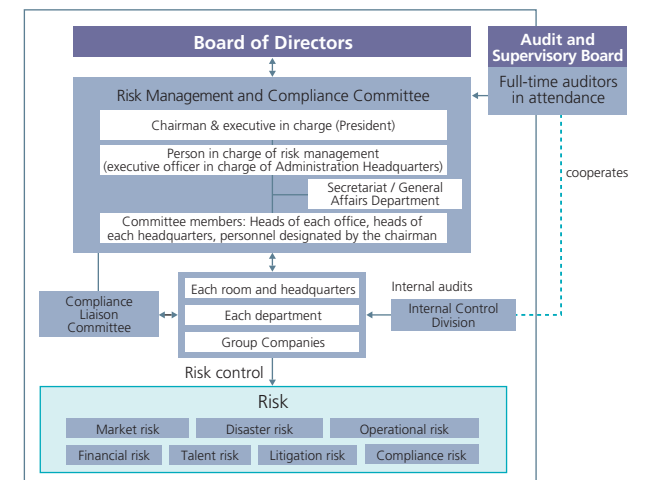 Board of Directors
Audit and
Supervisory Board
Full-time auditors
in attendance
Risk Management and Compliance Committee
Chairman & executive in charge (President)
Person in charge of risk management
(executive officer in charge of Administration Headquarters)
Secretariat / General
Affairs Department
Committee members: Heads of each office, heads of
each headquarters, personnel designated by the chairman
cooperates
Each room and headquarters
Each department
Group Companies
Compliance
Liaison
Committee
Internal audits
Internal Control
Division
Risk control
Risk
Market risk
Disaster risk
Operational risk
Financial risk
Talent risk
Litigation risk
Compliance risk